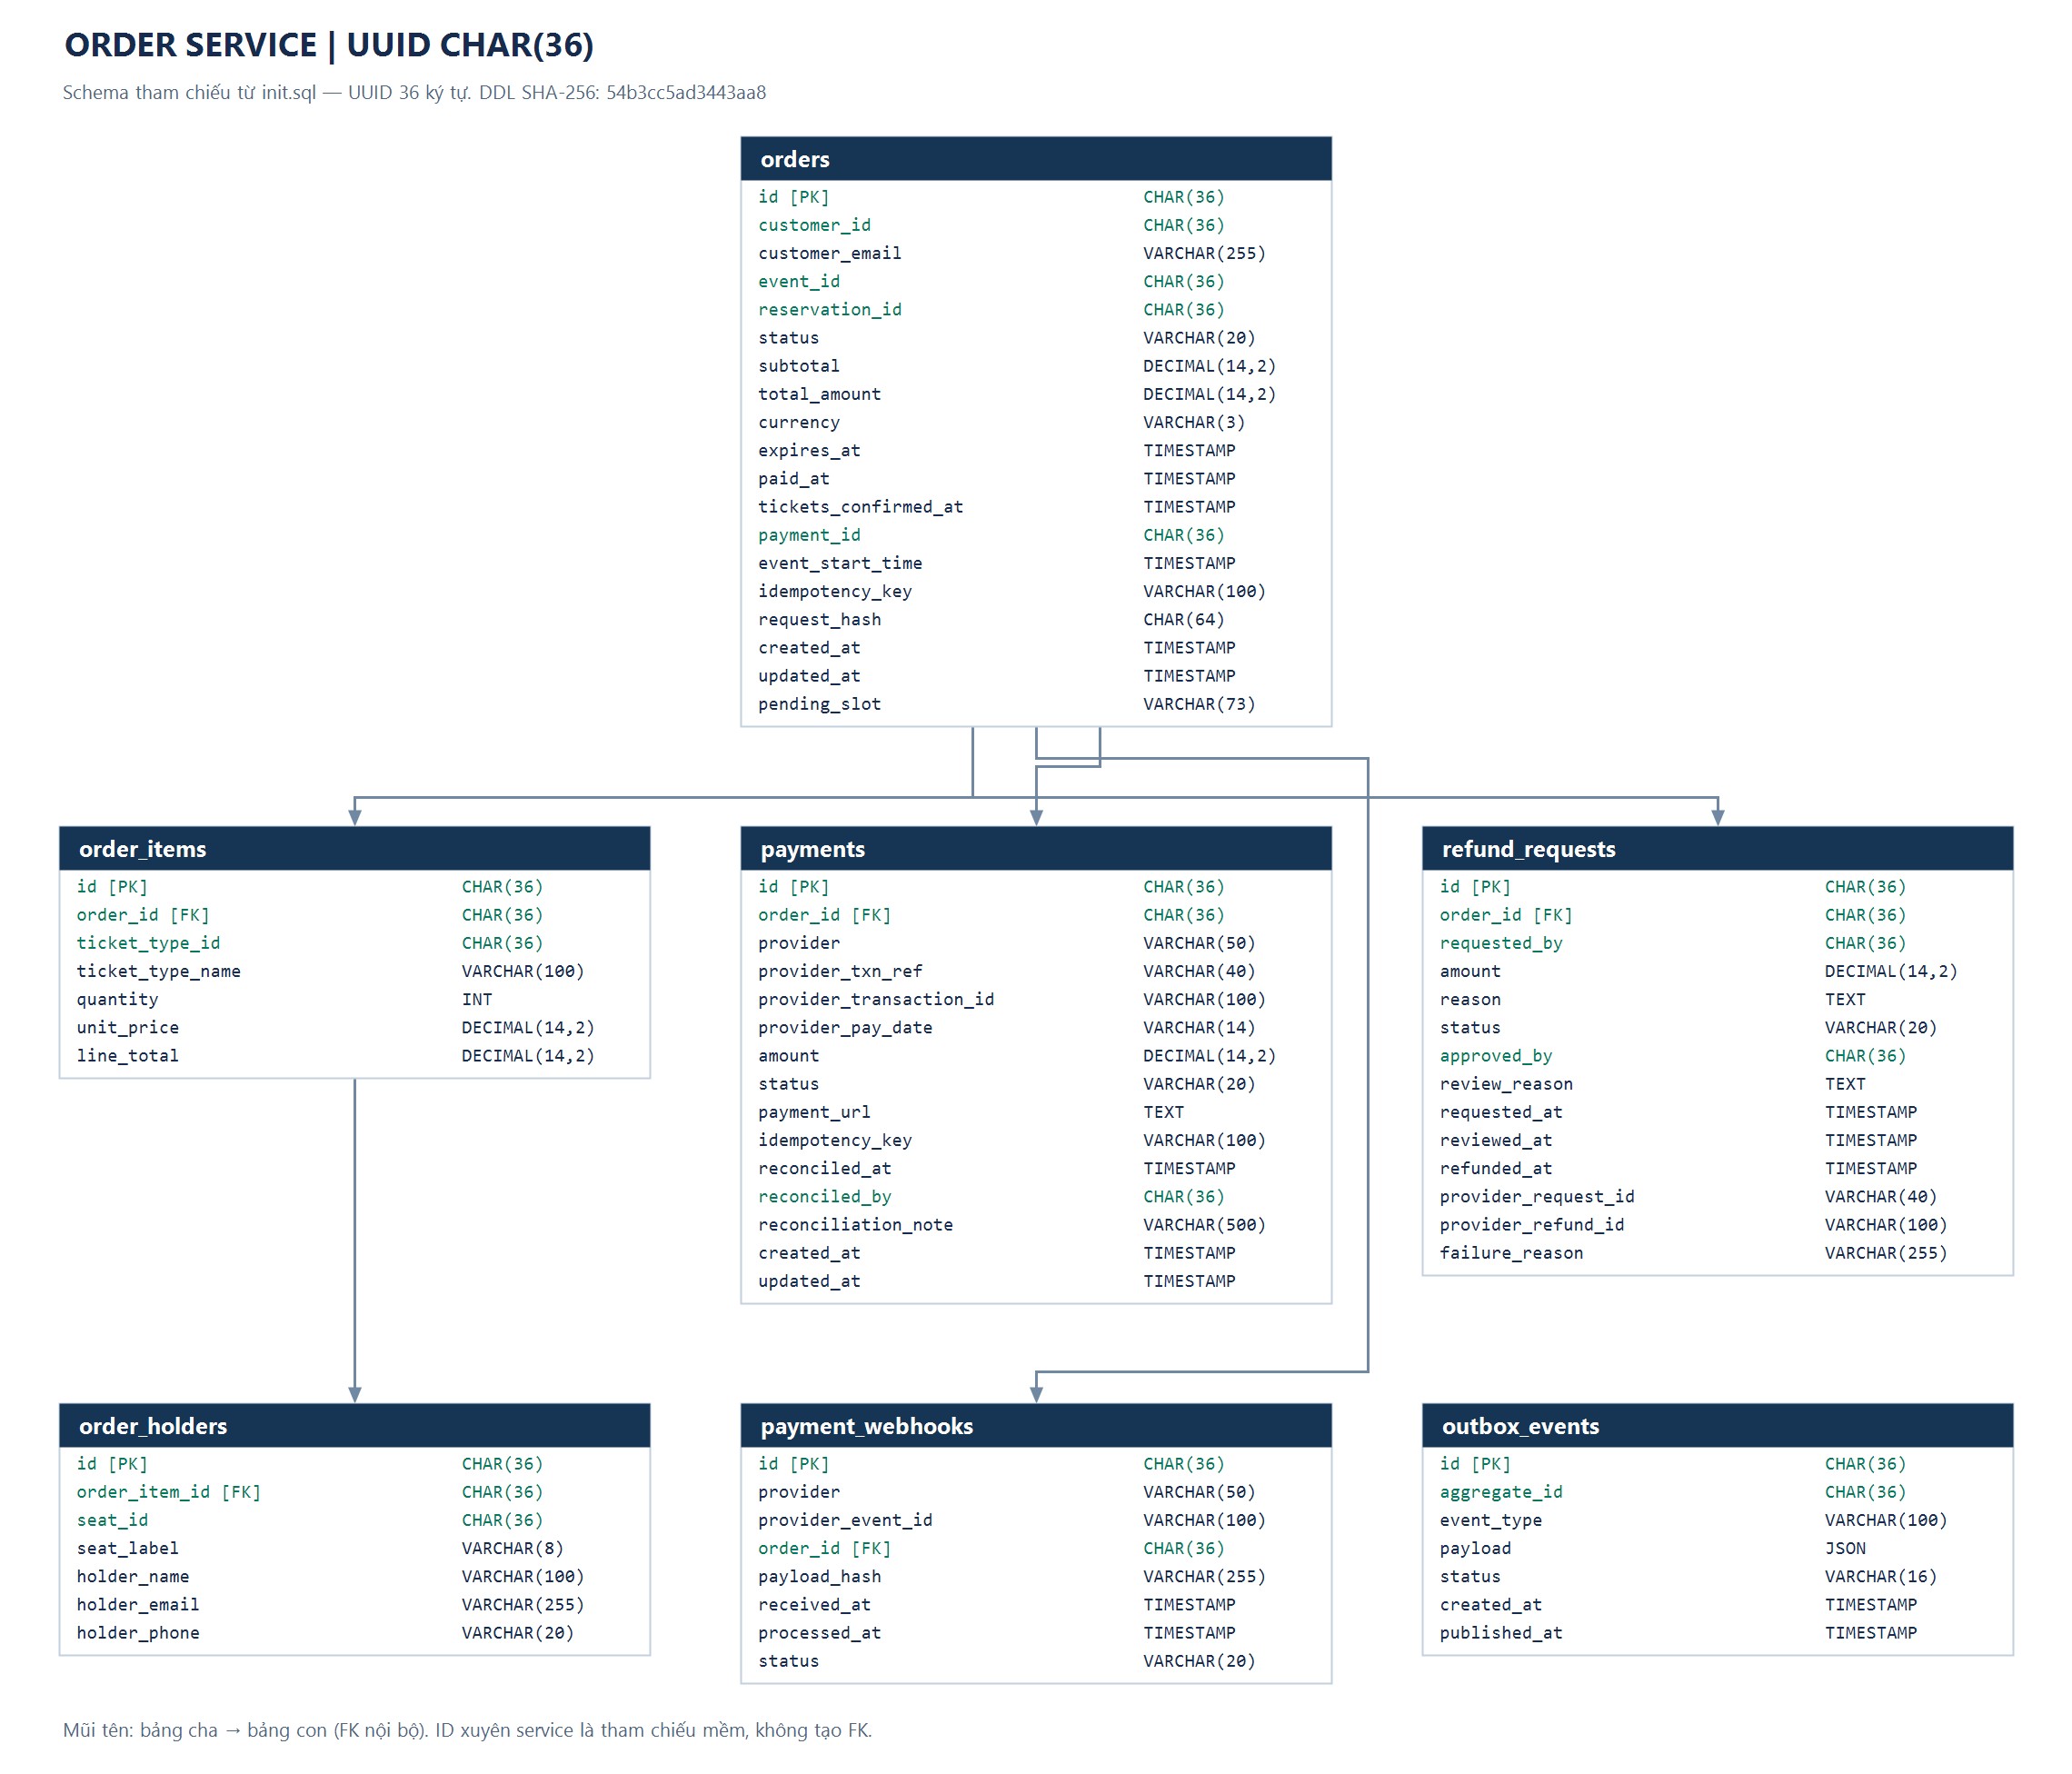 ORDER SERVICE | UUID CHAR(36)
Schema tham chiếu từ init.sql — UUID 36 ký tự. DDL SHA-256: 54b3cc5ad3443aa8
orders
id [PK] CHAR(36)
customer_id CHAR(36)
customer_email VARCHAR(255)
event_id CHAR(36)
reservation_id CHAR(36)
status VARCHAR(20)
subtotal DECIMAL(14,2)
total_amount DECIMAL(14,2)
currency VARCHAR(3)
expires_at TIMESTAMP
paid_at TIMESTAMP
tickets_confirmed_at TIMESTAMP
payment_id CHAR(36)
event_start_time TIMESTAMP
idempotency_key VARCHAR(100)
request_hash CHAR(64)
created_at TIMESTAMP
updated_at TIMESTAMP
pending_slot VARCHAR(73)
order_items
id [PK] CHAR(36)
order_id [FK] CHAR(36)
ticket_type_id CHAR(36)
ticket_type_name VARCHAR(100)
quantity INT
unit_price DECIMAL(14,2)
line_total DECIMAL(14,2)
payments
id [PK] CHAR(36)
order_id [FK] CHAR(36)
provider VARCHAR(50)
provider_txn_ref VARCHAR(40)
provider_transaction_id VARCHAR(100)
provider_pay_date VARCHAR(14)
amount DECIMAL(14,2)
status VARCHAR(20)
payment_url TEXT
idempotency_key VARCHAR(100)
reconciled_at TIMESTAMP
reconciled_by CHAR(36)
reconciliation_note VARCHAR(500)
created_at TIMESTAMP
updated_at TIMESTAMP
refund_requests
id [PK] CHAR(36)
order_id [FK] CHAR(36)
requested_by CHAR(36)
amount DECIMAL(14,2)
reason TEXT
status VARCHAR(20)
approved_by CHAR(36)
review_reason TEXT
requested_at TIMESTAMP
reviewed_at TIMESTAMP
refunded_at TIMESTAMP
provider_request_id VARCHAR(40)
provider_refund_id VARCHAR(100)
failure_reason VARCHAR(255)
order_holders
id [PK] CHAR(36)
order_item_id [FK] CHAR(36)
seat_id CHAR(36)
seat_label VARCHAR(8)
holder_name VARCHAR(100)
holder_email VARCHAR(255)
holder_phone VARCHAR(20)
payment_webhooks
id [PK] CHAR(36)
provider VARCHAR(50)
provider_event_id VARCHAR(100)
order_id [FK] CHAR(36)
payload_hash VARCHAR(255)
received_at TIMESTAMP
processed_at TIMESTAMP
status VARCHAR(20)
outbox_events
id [PK] CHAR(36)
aggregate_id CHAR(36)
event_type VARCHAR(100)
payload JSON
status VARCHAR(16)
created_at TIMESTAMP
published_at TIMESTAMP
Mũi tên: bảng cha → bảng con (FK nội bộ). ID xuyên service là tham chiếu mềm, không tạo FK.